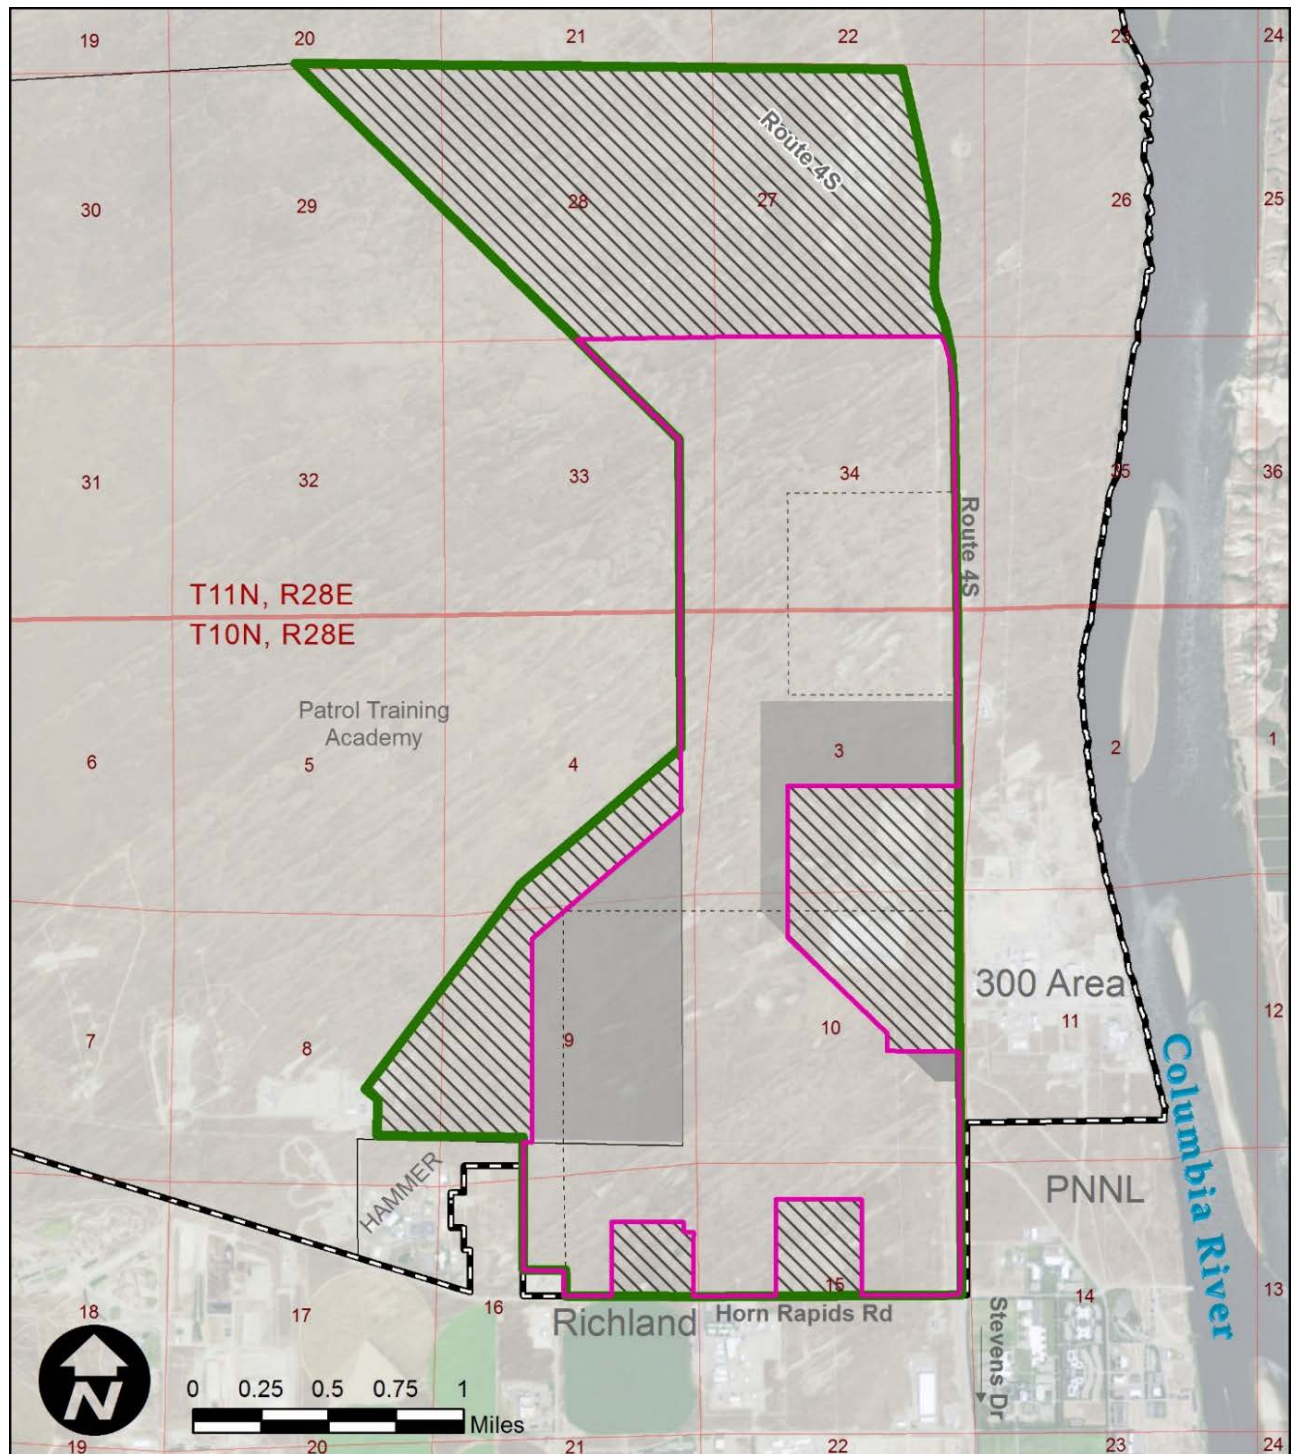 19
20
21
22
23
24
Route 4S
30
29
28
27
26
25
31
32
33
34
35
36
Route 4S
T11N, R28E
T10N, R28E
Patrol Training
Academy
6
5
4
3
2
1
300 Area
7
8
9
10
11
12
Columbia River
HAMMER
PNNL
18
17
16
15
14
13
Richland
Horn Rapids Rd
Stevens Dr
N
0 0.25 0.5 0.75 1
Miles
19
20
21
22
23
24